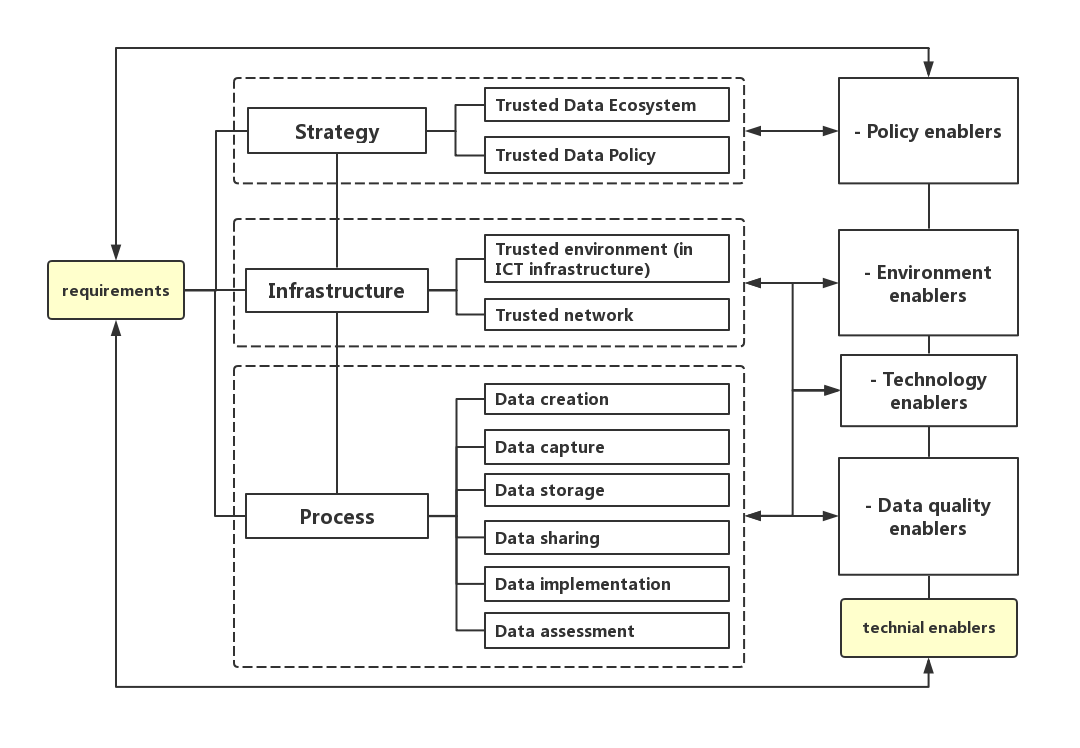 Strategy
Trusted Data Ecosystem
Trusted Data Policy
- Policy enablers
requirements
Infrastructure
Trusted environment (in
ICT infrastructure)
Trusted network
- Environment
enablers
- Technology
enablers
Process
Data creation
Data capture
Data storage
Data sharing
Data implementation
Data assessment
- Data quality
enablers
technial enablers